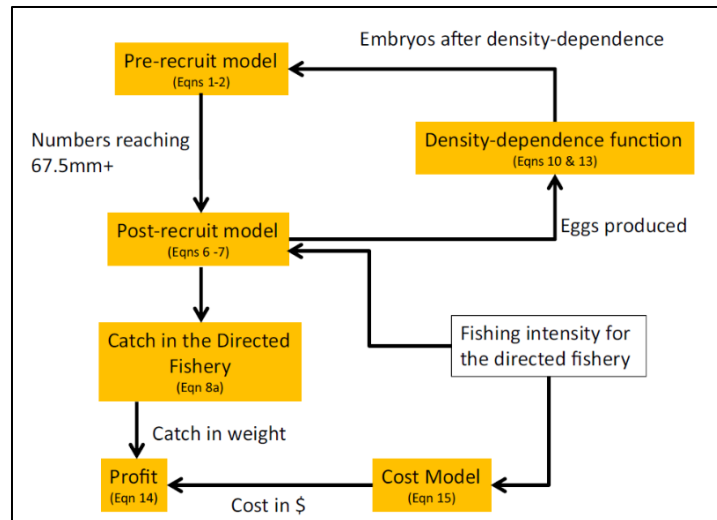 Embryos after density-dependence
Pre-recruit model
(Eqns 1-2)
Numbers reaching
67.5mm+
Density-dependence function
(Eqns 10 & 13)
Post-recruit model
(Eqns 6 -7)
Eggs produced
Catch in the Directed
Fishery
(Eqn 8a)
Fishing intensity for
the directed fishery
Catch in weight
Profit
(Eqn 14)
Cost in $
Cost Model
(Eqn 15)